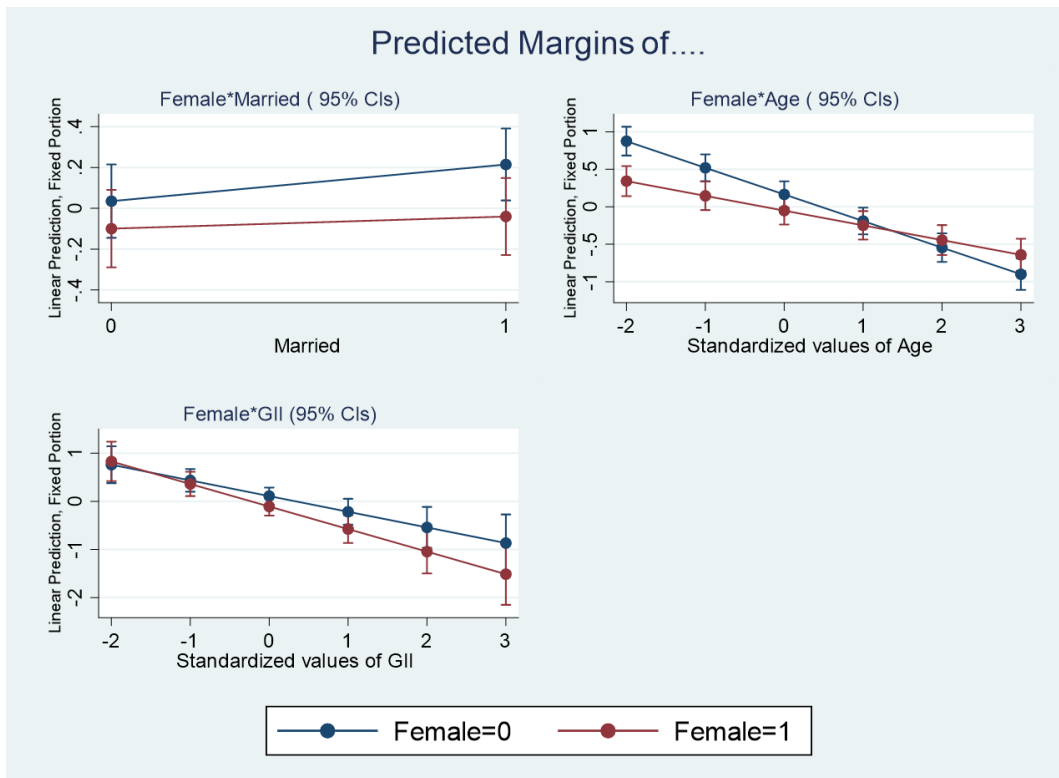 Predicted Margins of....
Female*Married ( 95% CIs)
Linear Prediction, Fixed Portion
.4
.2
0
-.2
-.4
0 1
Married
Female*Age ( 95% CIs)
Linear Prediction, Fixed Portion
1
.5
0
-.5
-1
-2 -1 0 1 2 3
Standardized values of Age
Female*GII (95% CIs)
Linear Prediction, Fixed Portion
1
0
-1
-2
-2 -1 0 1 2 3
Standardized values of GII
Female=0 Female=1